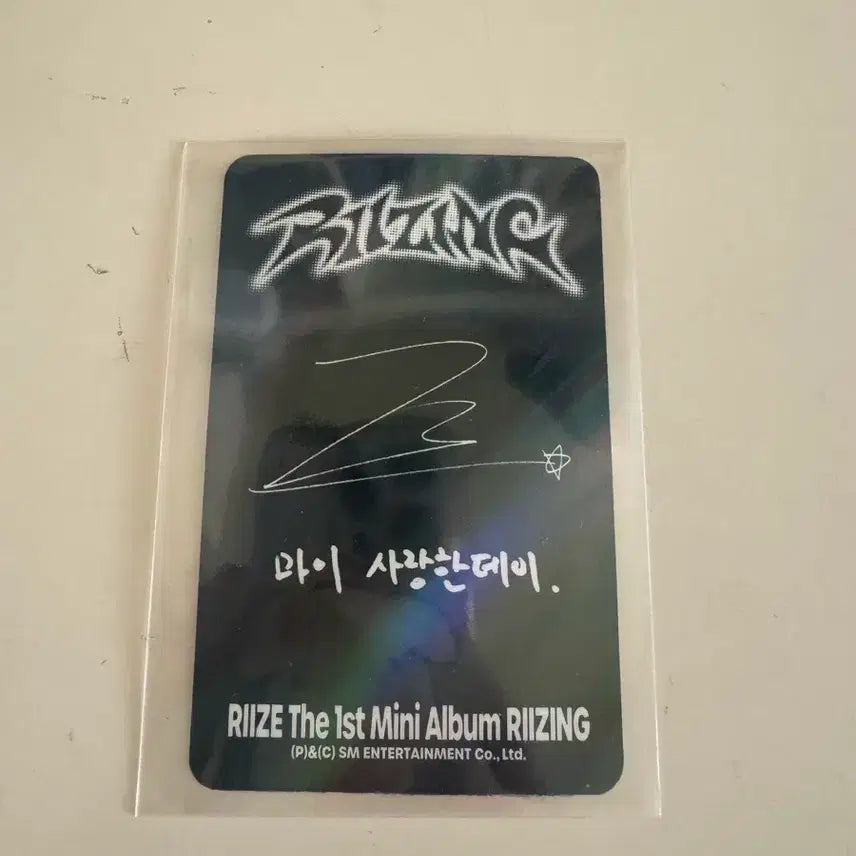 RIIZING
마이 사랑한데이.
RIIZE The 1st Mini Album RIIZING
(P)&(C) SM ENTERTAINMENT Co., Ltd.